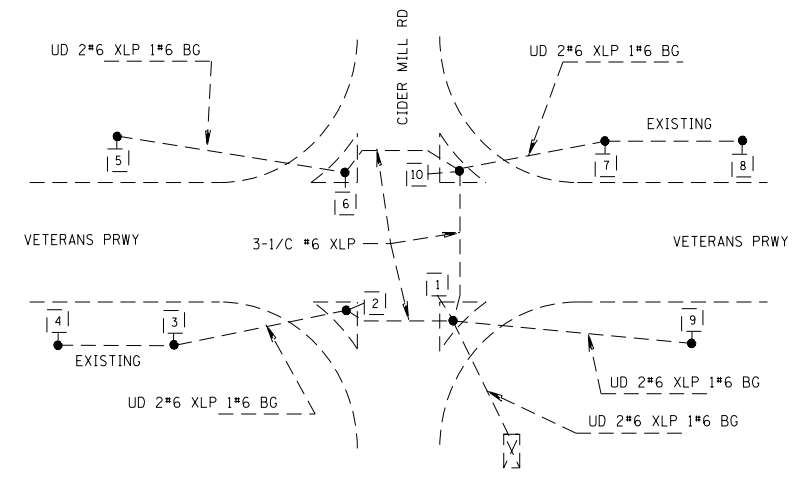 CIDER MILL RD
UD 2#6 XLP 1#6 BG
UD 2#6 XLP 1#6 BG
EXISTING
5
6
10
7
8
VETERANS PRWY
3-1/C #6 XLP
VETERANS PRWY
4
3
2
1
9
EXISTING
UD 2#6 XLP 1#6 BG
UD 2#6 XLP 1#6 BG
UD 2#6 XLP 1#6 BG